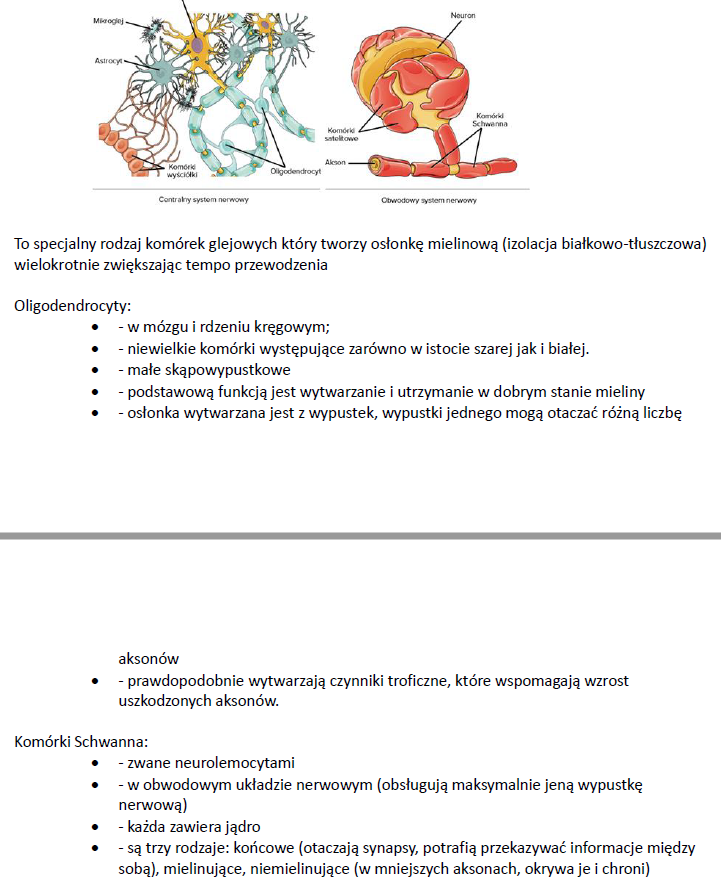 Mikroglej
Astrocyt
Komórki
wyściółki
Oligodendrocyt
Centralny system nerwowy
Neuron
Komórki
satelitowe
Komórki
Schwanna
Akson
Obwodowy system nerwowy
To specjalny rodzaj komórek glejowych który tworzy osłonkę mielinową (izolacja białkowo-tłuszczowa)
wielokrotnie zwiększając tempo przewodzenia
Oligodendrocyty:
• - w mózgu i rdzeniu kręgowym;
• - niewielkie komórki występujące zarówno w istocie szarej jak i białej.
• - małe skąpowypustkowe
• - podstawową funkcją jest wytwarzanie i utrzymanie w dobrym stanie mieliny
• - osłonka wytwarzana jest z wypustek, wypustki jednego mogą otaczać różną liczbę
aksonów
• - prawdopodobnie wytwarzają czynniki troficzne, które wspomagają wzrost
uszkodzonych aksonów.
Komórki Schwanna:
• - zwane neurolemocytami
• - w obwodowym układzie nerwowym (obsługują maksymalnie jeną wypustkę
nerwową)
• - każda zawiera jądro
• - są trzy rodzaje: końcowe (otaczają synapsy, potrafią przekazywać informacje między
sobą), mielinujące, niemielinujące (w mniejszych aksonach, okrywa je i chroni)